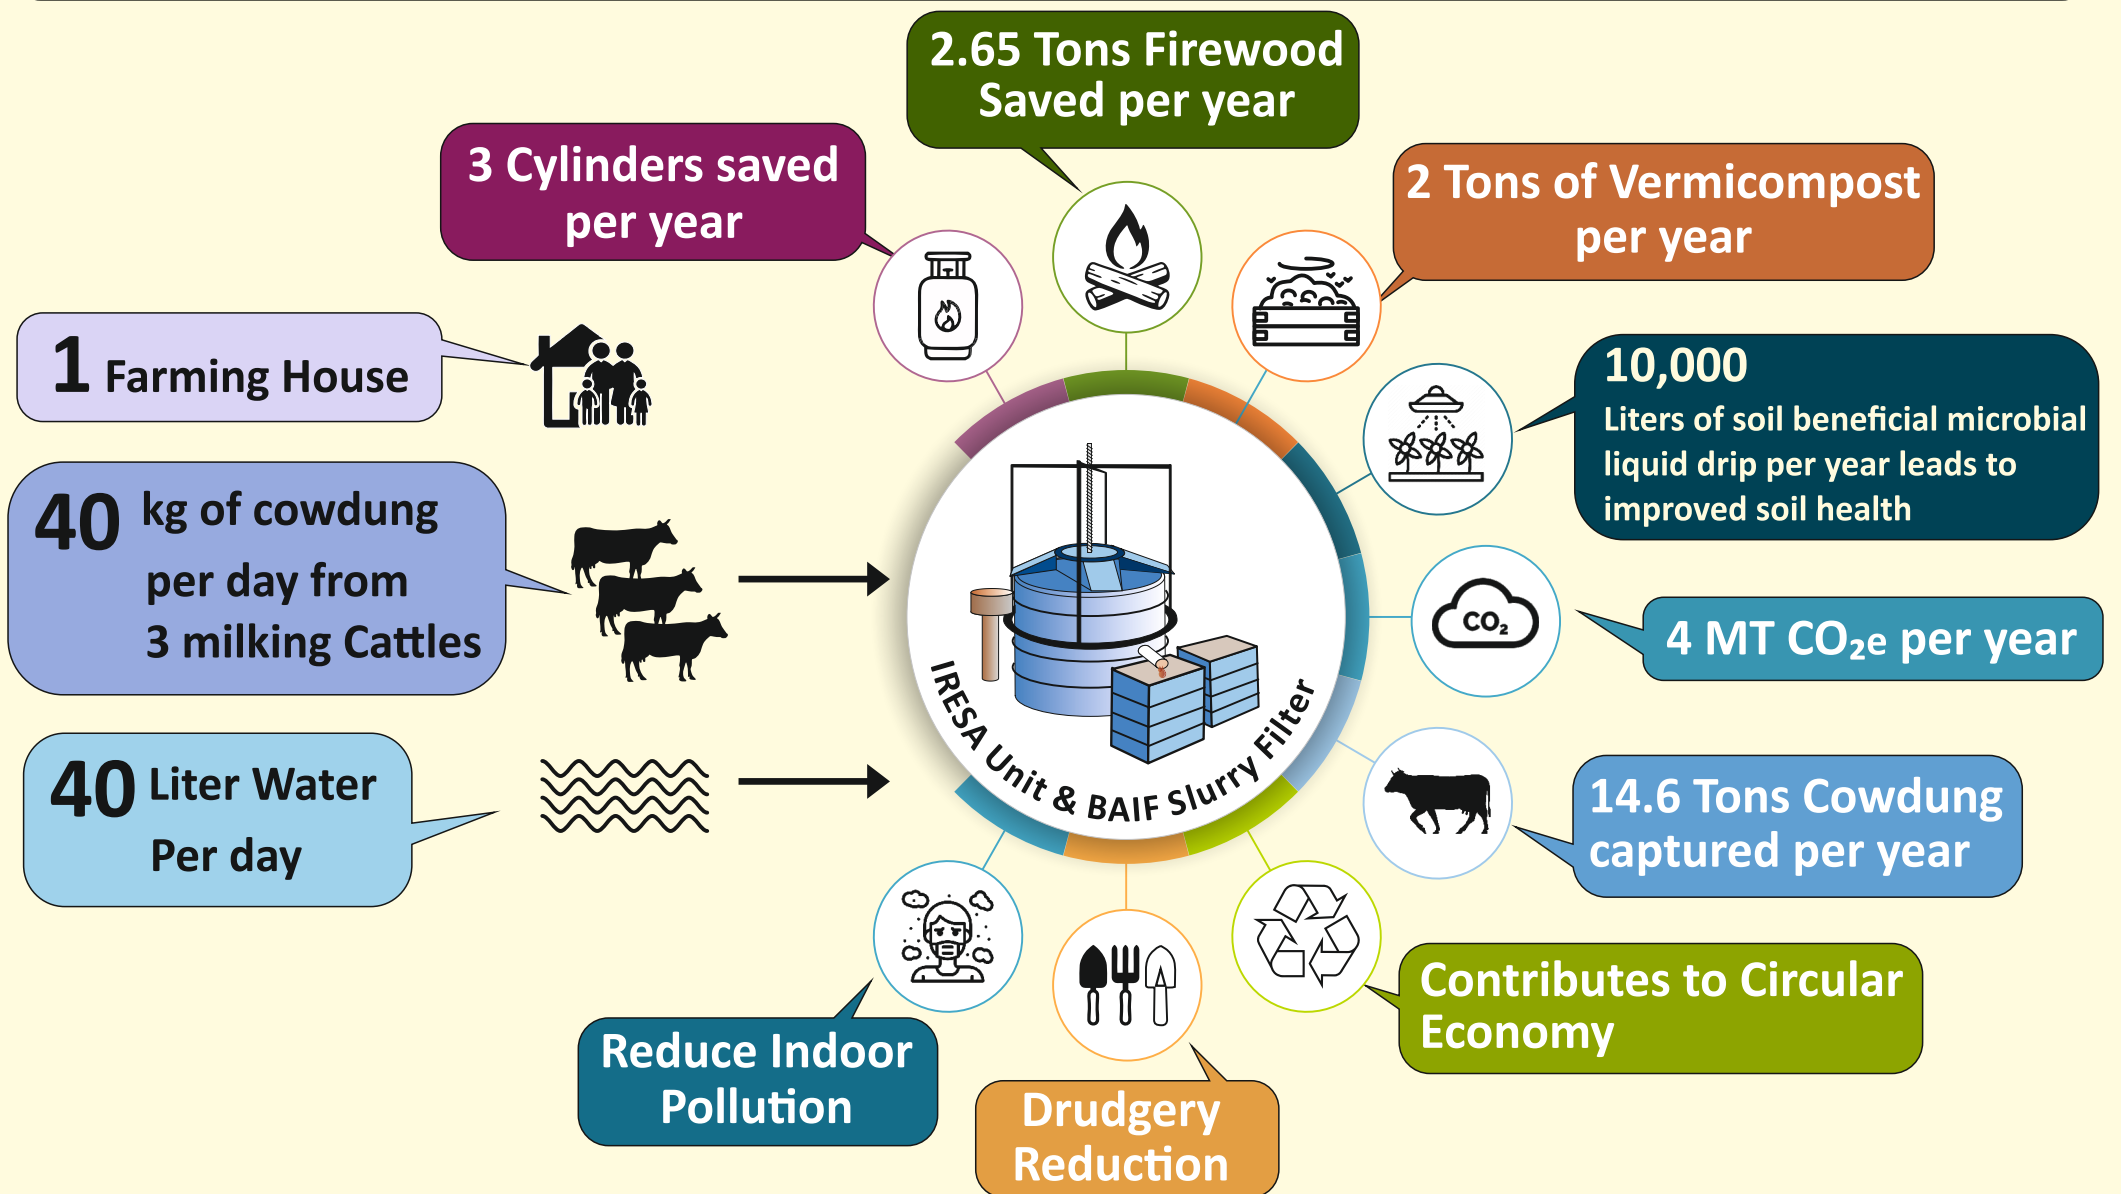 2.65 Tons Firewood
Saved per year
3 Cylinders saved
per year
2 Tons of Vermicompost
per year
1 Farming House
10,000
Liters of soil beneficial microbial
liquid drip per year leads to
improved soil health
40 kg of cowdung
per day from
3 milking Cattles
CO₂
4 MT CO₂e per year
40 Liter Water
Per day
IRESA Unit & BAIF Slurry Filter
14.6 Tons Cowdung
captured per year
Contributes to Circular
Economy
Reduce Indoor
Pollution
Drudgery
Reduction